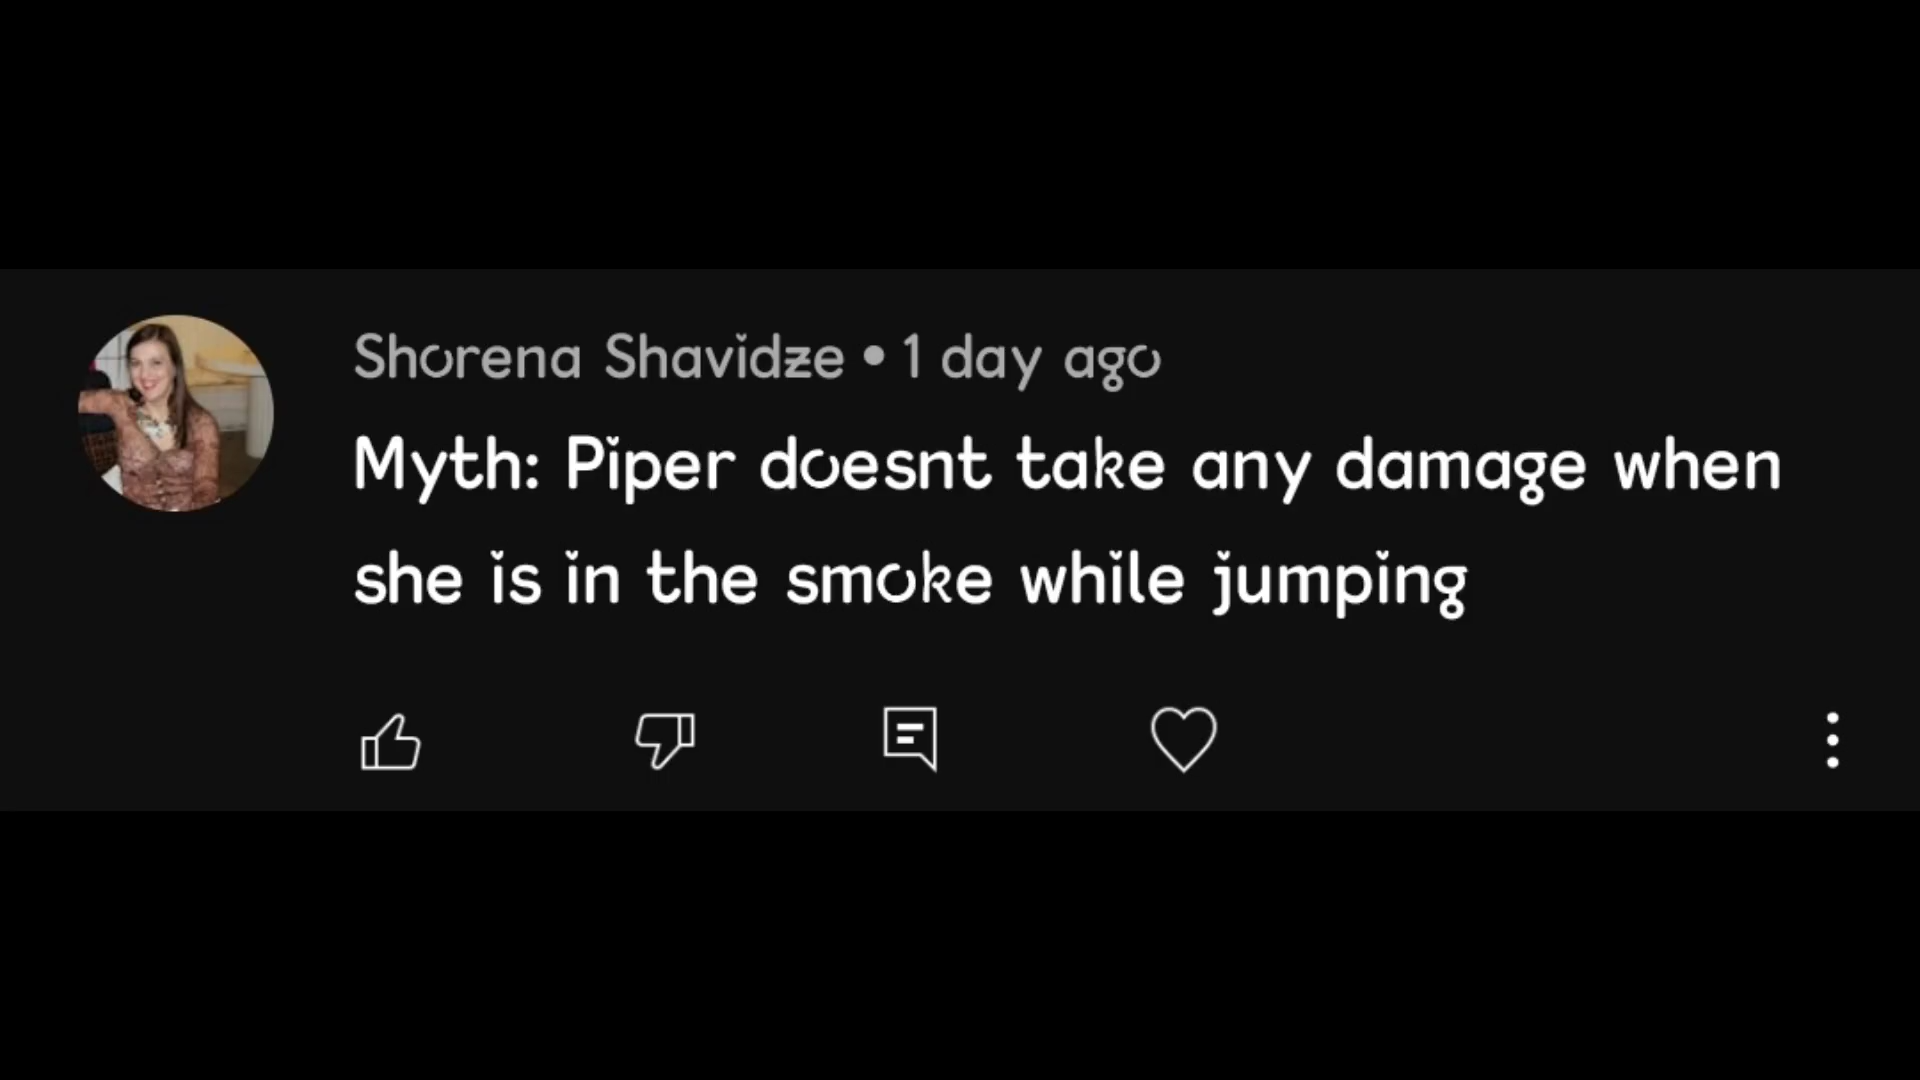 Shorena Shavidze • 1 day ago
Myth: Piper doesnt take any damage when
she is in the smoke while jumping